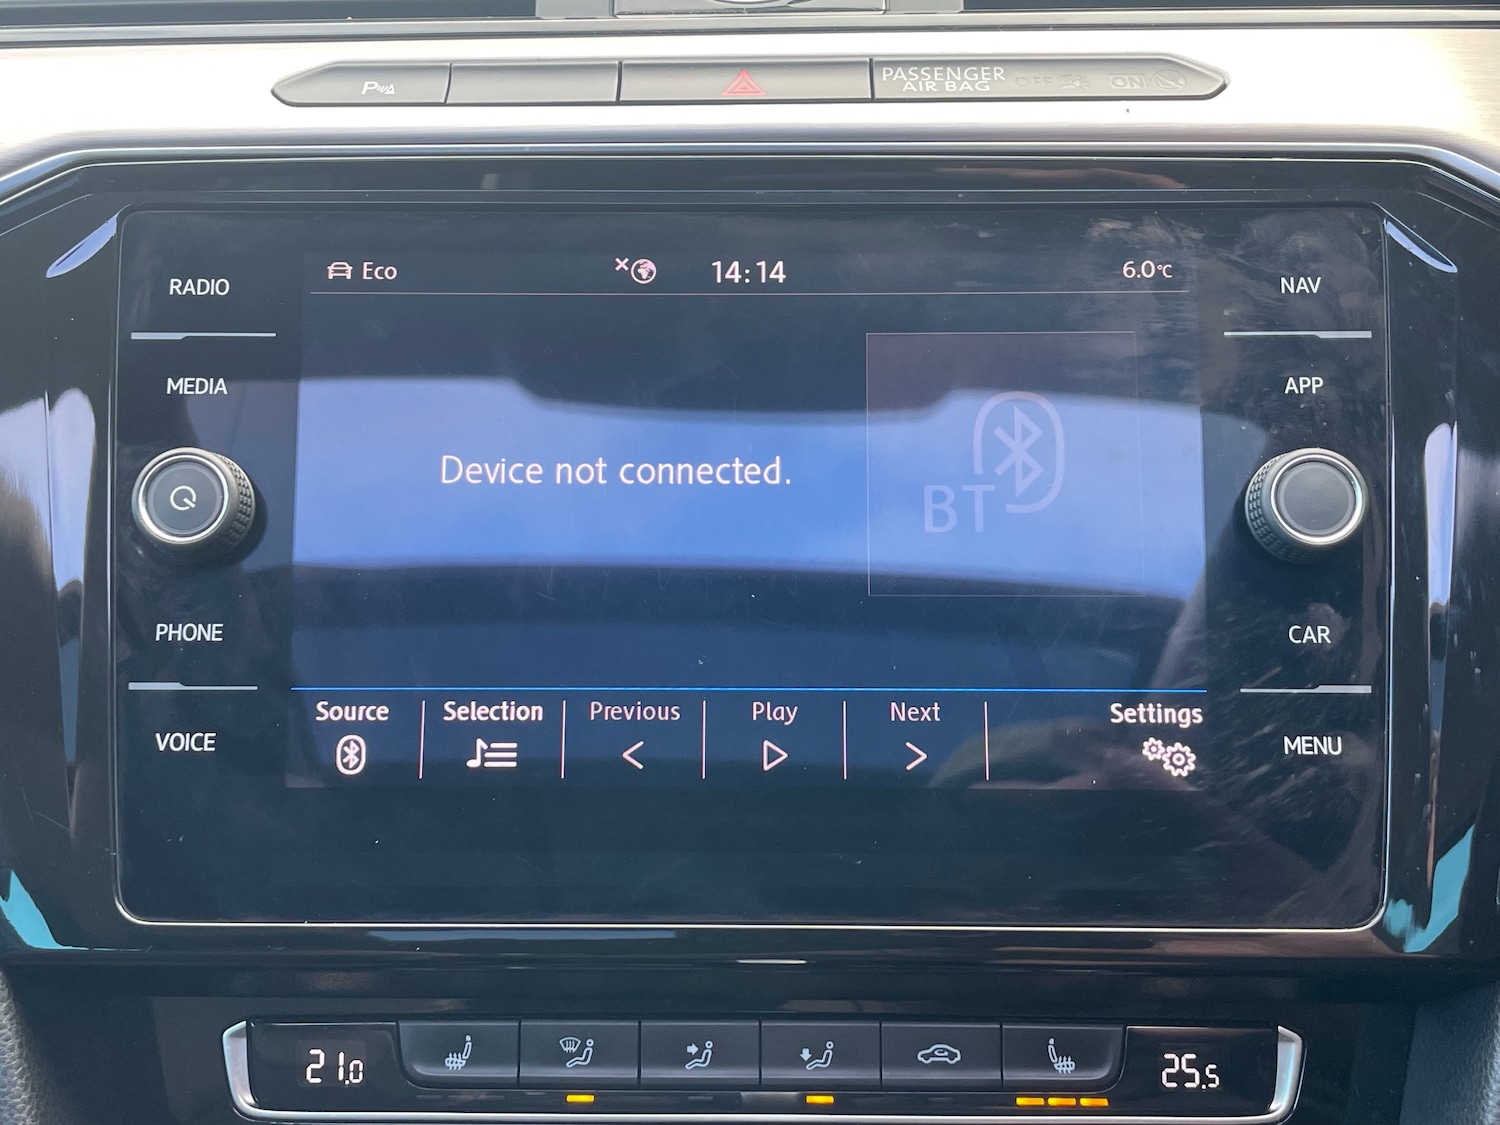 P
PASSENGER
AIR BAG OFF ON
RADIO
MEDIA
PHONE
VOICE
Eco 14:14 6.0°C
Device not connected.
BT
Source Selection Previous Play Next Settings
NAV
APP
CAR
MENU
21.0 25.5